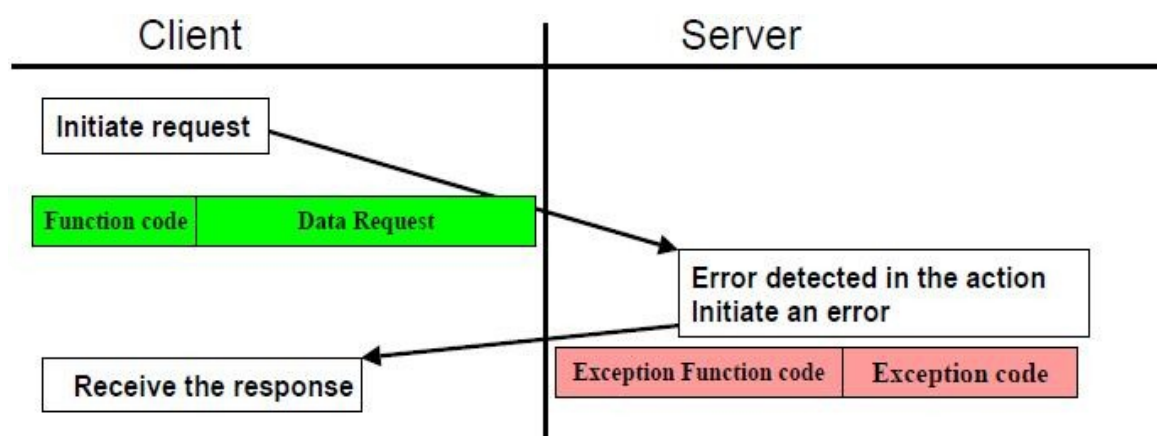 Client
Server
Initiate request
Function code
Data Request
Error detected in the action
Initiate an error
Receive the response
Exception Function code
Exception code